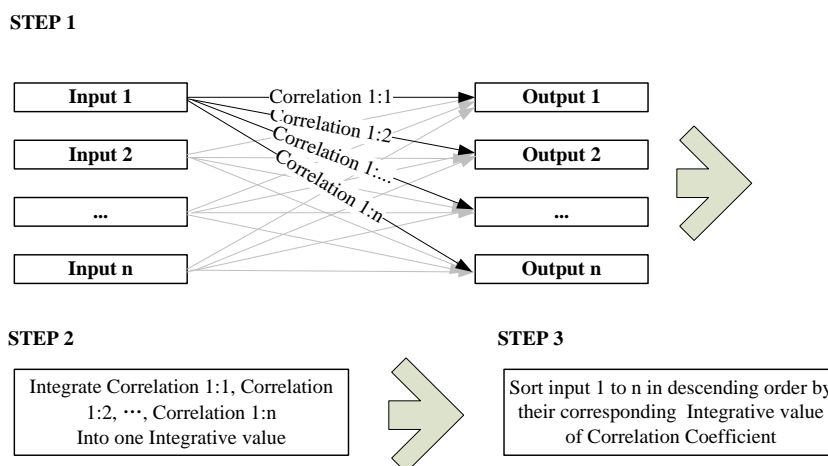 STEP 1
Input 1
Correlation 1:1
Output 1
Correlation 1:2
Input 2
Output 2
Correlation 1:...
...
...
Correlation 1:n
Input n
Output n
STEP 2
STEP 3
Integrate Correlation 1:1, Correlation
1:2, ⋯, Correlation 1:n
Into one Integrative value
Sort input 1 to n in descending order by
their corresponding Integrative value
of Correlation Coefficient